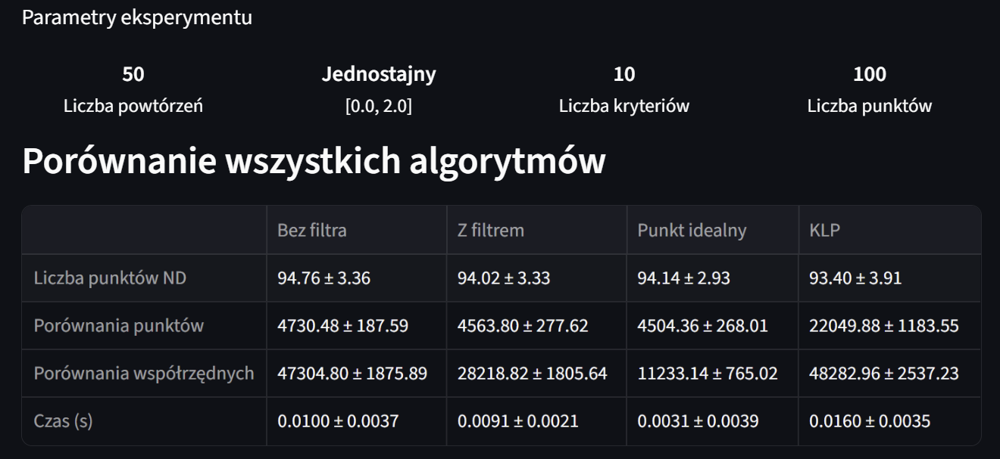 Parametry eksperymentu
50 Jednostajny 10 100
Liczba powtórzeń [0.0, 2.0] Liczba kryteriów Liczba punktów
Porównanie wszystkich algorytmów
Bez filtra Z filtrem Punkt idealny KLP
Liczba punktów ND 94.76 ± 3.36 94.02 ± 3.33 94.14 ± 2.93 93.40 ± 3.91
Porównania punktów 4730.48 ± 187.59 4563.80 ± 277.62 4504.36 ± 268.01 22049.88 ± 1183.55
Porównania współrzędnych 47304.80 ± 1875.89 28218.82 ± 1805.64 11233.14 ± 765.02 48282.96 ± 2537.23
Czas (s) 0.0100 ± 0.0037 0.0091 ± 0.0021 0.0031 ± 0.0039 0.0160 ± 0.0035